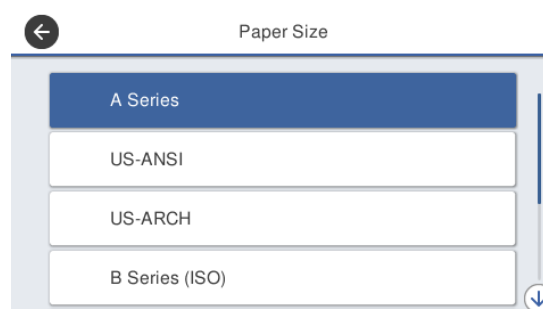 Paper Size
A Series
US-ANSI
US-ARCH
B Series (ISO)